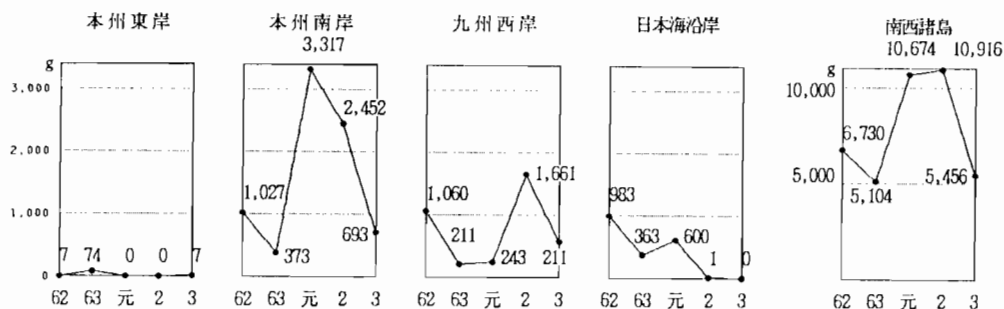 本州東岸
本州南岸
九州西岸
日本海沿岸
南西諸島
g
3,000
2,000
1,000
0
7 74 0 0 7
62 63 元 2 3
3,317
2,452
1,027
373
693
62 63 元 2 3
1,661
1,060
211
243
211
62 63 元 2 3
983
363
600
1
0
62 63 元 2 3
10,674
10,916
g
10,000
6,730
5,000
5,104
5,456
62 63 元 2 3